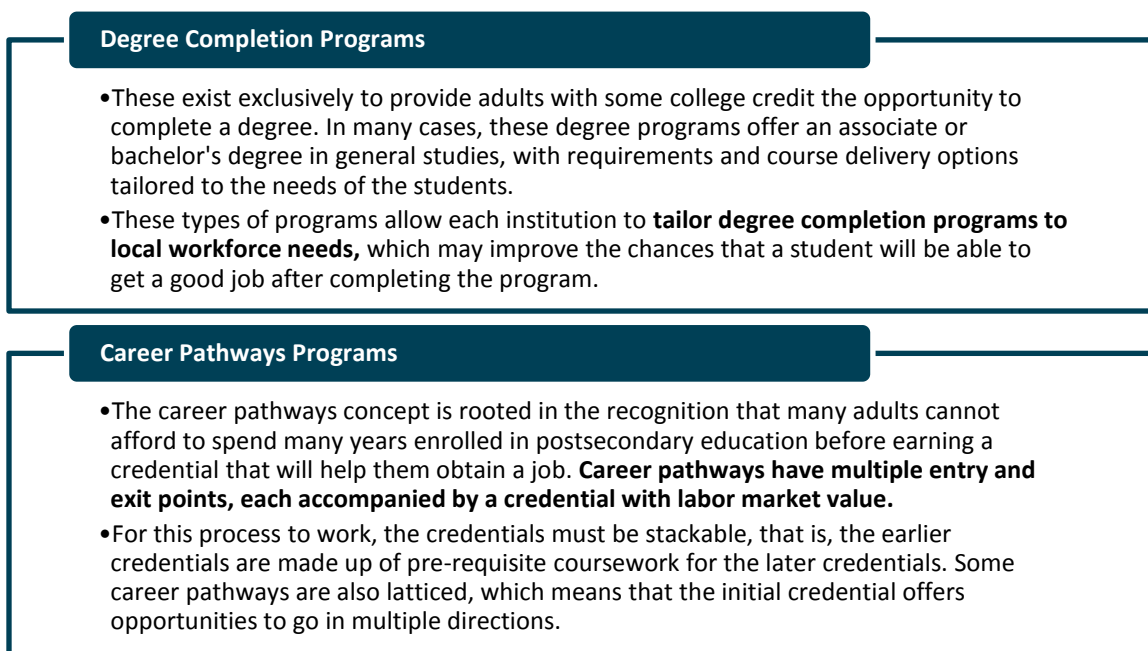 Degree Completion Programs
•These exist exclusively to provide adults with some college credit the opportunity to
complete a degree. In many cases, these degree programs offer an associate or
bachelor's degree in general studies, with requirements and course delivery options
tailored to the needs of the students.
•These types of programs allow each institution to tailor degree completion programs to
local workforce needs, which may improve the chances that a student will be able to
get a good job after completing the program.
Career Pathways Programs
•The career pathways concept is rooted in the recognition that many adults cannot
afford to spend many years enrolled in postsecondary education before earning a
credential that will help them obtain a job. Career pathways have multiple entry and
exit points, each accompanied by a credential with labor market value.
•For this process to work, the credentials must be stackable, that is, the earlier
credentials are made up of pre-requisite coursework for the later credentials. Some
career pathways are also latticed, which means that the initial credential offers
opportunities to go in multiple directions.